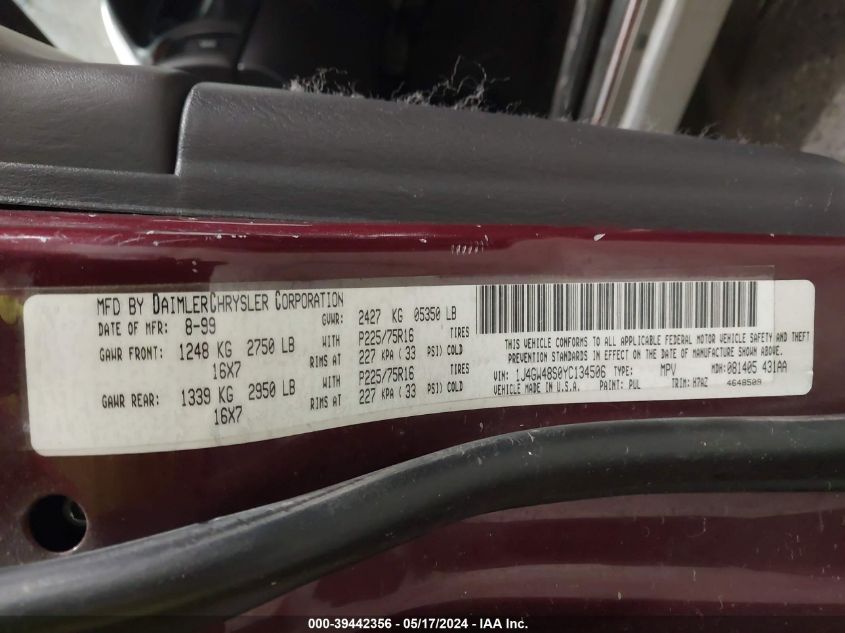 MFD BY DAIMLERCHRYSLER CORPORATION
DATE OF MFR: 8-99 GVWR: 2427 KG 05350 LB
GAWR FRONT: 1248 KG 2750 LB WITH P225/75R16 TIRES
16X7 RIMS AT 227 KPA ( 33 PSI) COLD
GAWR REAR: 1339 KG 2950 LB WITH P225/75R16 TIRES
16X7 RIMS AT 227 KPA ( 33 PSI) COLD
THIS VEHICLE CONFORMS TO ALL APPLICABLE FEDERAL MOTOR VEHICLE SAFETY AND THEFT
PREVENTION STANDARDS IN EFFECT ON THE DATE OF MANUFACTURE SHOWN ABOVE.
VIN: 1J4GW48S0YC134506 TYPE: MPV MDH: 081405 431AA
VEHICLE MADE IN U.S.A. PAINT: PUL TRIM: H7AZ 4648509
000-39442356 - 05/17/2024 - IAA Inc.